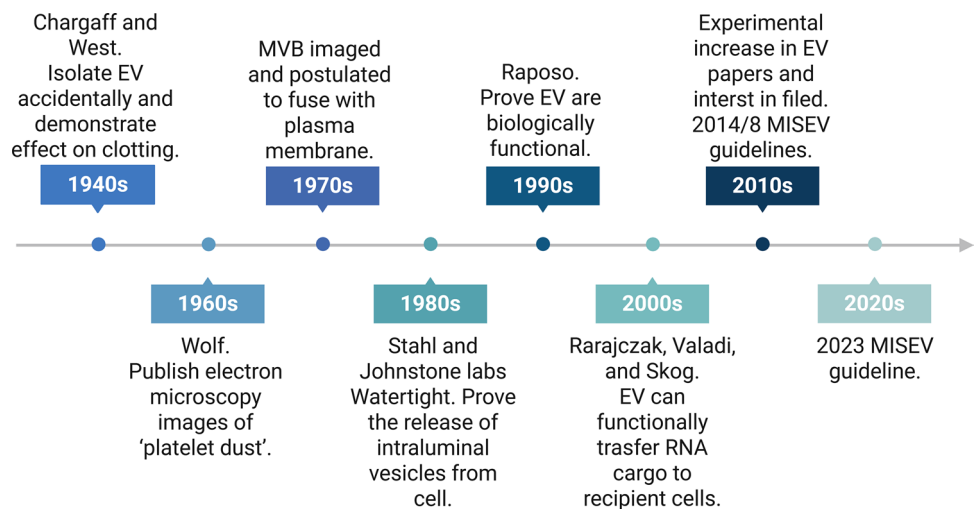 Chargaff and
West.
Isolate EV
accidentally and
demonstrate
effect on clotting.
1940s
1960s
Wolf.
Publish electron
microscopy
images of
‘platelet dust’.
MVB imaged
and postulated
to fuse with
plasma
membrane.
1970s
1980s
Stahl and
Johnstone labs
Watertight. Prove
the release of
intraluminal
vesicles from
cell.
Raposo.
Prove EV are
biologically
functional.
1990s
2000s
Rarajczak, Valadi,
and Skog.
EV can
functionally
trasfer RNA
cargo to
recipient cells.
Experimental
increase in EV
papers and
interst in filed.
2014/8 MISEV
guidelines.
2010s
2020s
2023 MISEV
guideline.